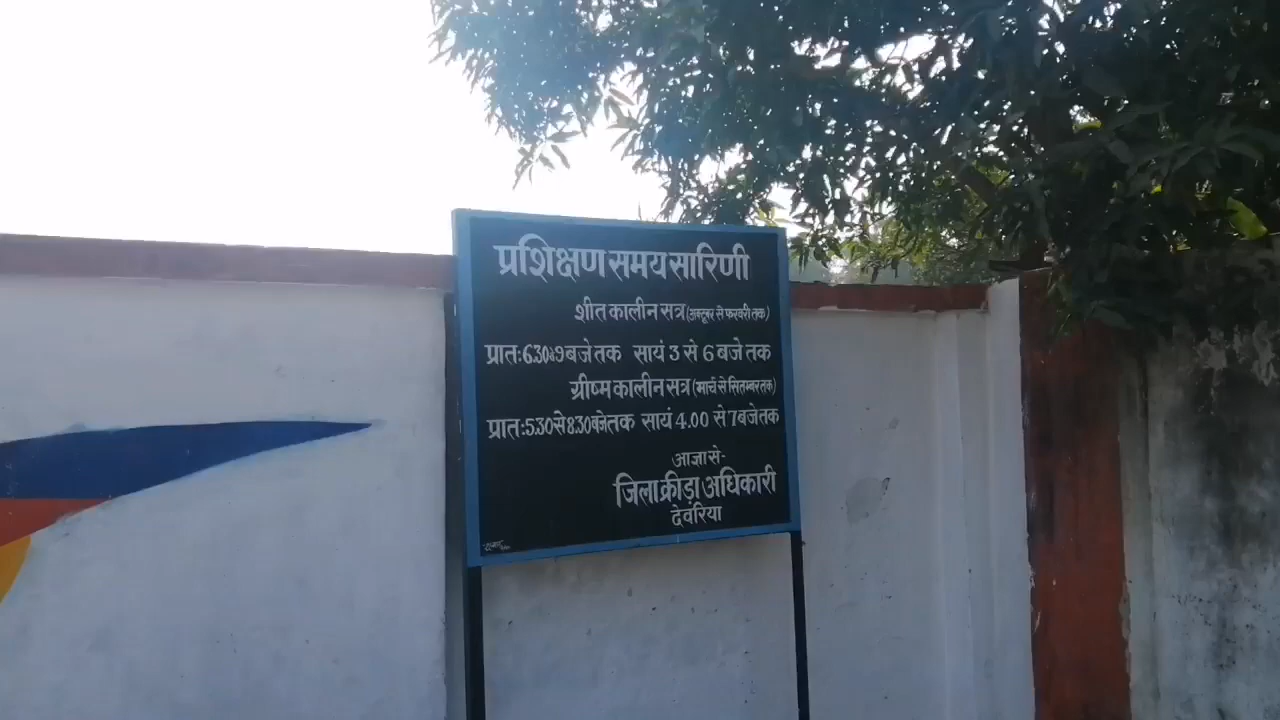 प्रशिक्षण समय सारिणी
शीत कालीन सत्र (अक्टूबर से फरवरी तक)
प्रातः 6.30 से 9 बजे तक सायं 3 से 6 बजे तक
ग्रीष्म कालीन सत्र (मार्च से सितम्बर तक)
प्रातः 5.30 से 8.30 बजे तक सायं 4.00 से 7 बजे तक
आज्ञा से-
जिला क्रीड़ा अधिकारी
देवरिया